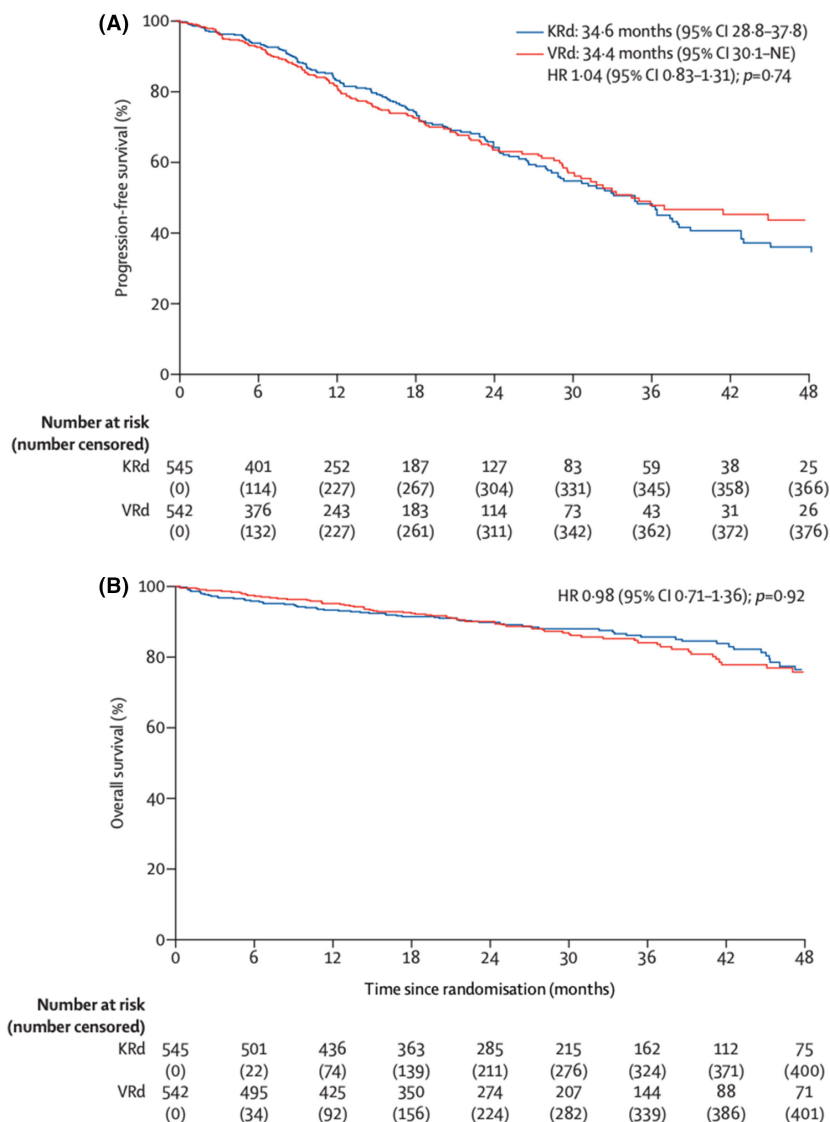 (A)
100
80
60
40
20
0
Progression-free survival (%)
KRd: 34·6 months (95% CI 28·8–37·8)
VRd: 34·4 months (95% CI 30·1–NE)
HR 1·04 (95% CI 0·83–1·31); p=0·74
0 6 12 18 24 30 36 42 48
Number at risk
(number censored)
KRd 545 401 252 187 127 83 59 38 25
(0) (114) (227) (267) (304) (331) (345) (358) (366)
VRd 542 376 243 183 114 73 43 31 26
(0) (132) (227) (261) (311) (342) (362) (372) (376)
(B)
100
80
60
40
20
0
Overall survival (%)
HR 0·98 (95% CI 0·71–1·36); p=0·92
0 6 12 18 24 30 36 42 48
Time since randomisation (months)
Number at risk
(number censored)
KRd 545 501 436 363 285 215 162 112 75
(0) (22) (74) (139) (211) (276) (324) (371) (400)
VRd 542 495 425 350 274 207 144 88 71
(0) (34) (92) (156) (224) (282) (339) (386) (401)